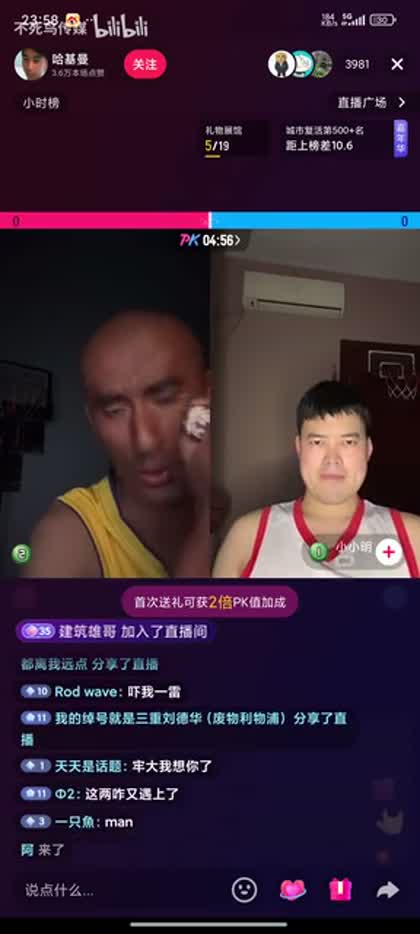 23:58
184 KB/s 5G 30
不死鸟传媒 bilibili
哈基曼
3.6万本场点赞
关注
3981
小时榜
直播广场
礼物展馆
5/19
城市复活第500+名
距上榜差10.6
嘉年华
0 0
PK 04:56
2
0 小小明
首次送礼可获2倍PK值加成
35 建筑雄哥 加入了直播间
都离我远点 分享了直播
10 Rod wave：吓我一雷
11 我的绰号就是三重刘德华（废物利物浦）分享了直
播
1 天天是话题：牢大我想你了
11 Φ2：这两咋又遇上了
3 一只魚：man
阿 来了
说点什么...